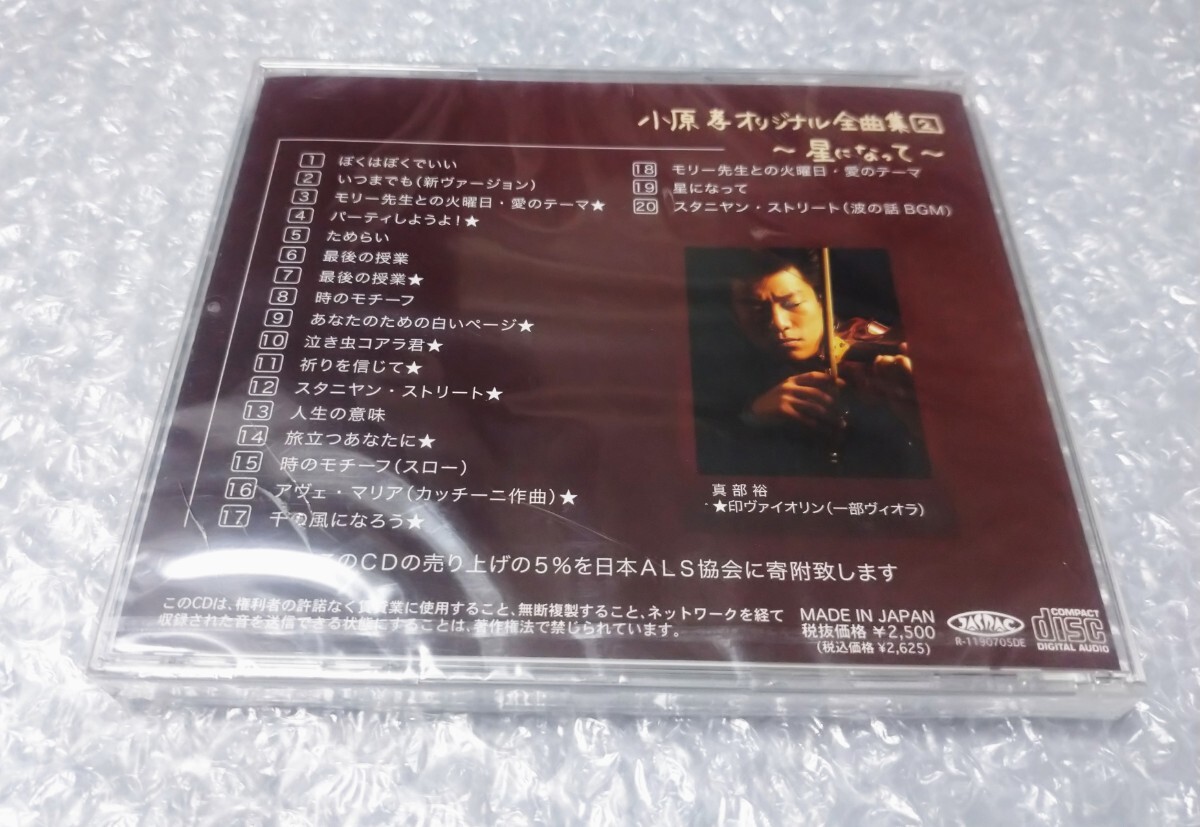 小原孝オリジナル全曲集2
～星になって～
1 ぼくはぼくでいい
2 いつまでも(新ヴァージョン)
3 モリー先生との火曜日・愛のテーマ★
4 パーティしようよ!★
5 ためらい
6 最後の授業
7 最後の授業★
8 時のモチーフ
9 あなたのための白いページ★
10 泣き虫コアラ君★
11 祈りを信じて★
12 スタニヤン・ストリート★
13 人生の意味
14 旅立つあなたに★
15 時のモチーフ(スロー)
16 アヴェ・マリア(カッチーニ作曲)★
17 千の風になろう★
18 モリー先生との火曜日・愛のテーマ
19 星になって
20 スタニヤン・ストリート(波の話 BGM)
真部裕
★印ヴァイオリン(一部ヴィオラ)
このCDの売り上げの5%を日本ALS協会に寄附致します
このCDは、権利者の許諾なく賃貸業に使用すること、無断複製すること、ネットワークを経て
収録された音を送信できる状態にすることは、著作権法で禁じられています。
MADE IN JAPAN
税抜価格 ¥2,500
(税込価格 ¥2,625)
JASRAC
R-1190705DE
COMPACT
disc
DIGITAL AUDIO